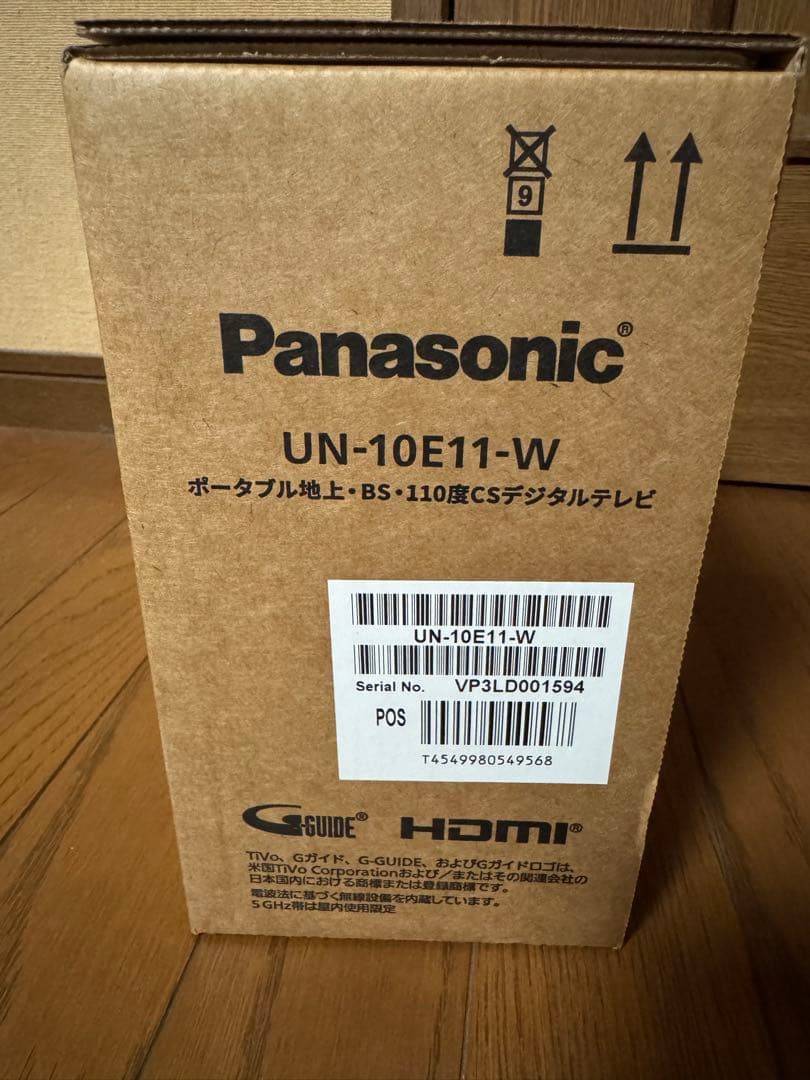 9
Panasonic®
UN-10E11-W
ポータブル地上・BS・110度CSデジタルテレビ
UN-10E11-W
Serial No. VP3LD001594
POS
T4549980549568
G-GUIDE® HDMI®
TiVo、Gガイド、G-GUIDE、およびGガイドロゴは、
米国TiVo Corporationおよび/またはその関連会社の
日本国内における商標または登録商標です。
電波法に基づく無線設備を内蔵しています。
5GHz帯は屋内使用限定